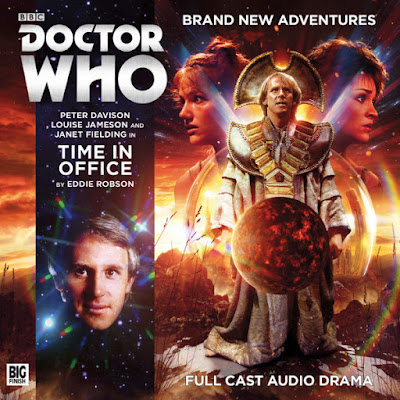 BBC
DOCTOR
WHO
PETER DAVISON
LOUISE JAMESON AND
JANET FIELDING IN
TIME IN
OFFICE
BY EDDIE ROBSON
BIG
FINISH
BRAND NEW ADVENTURES
FULL CAST AUDIO DRAMA